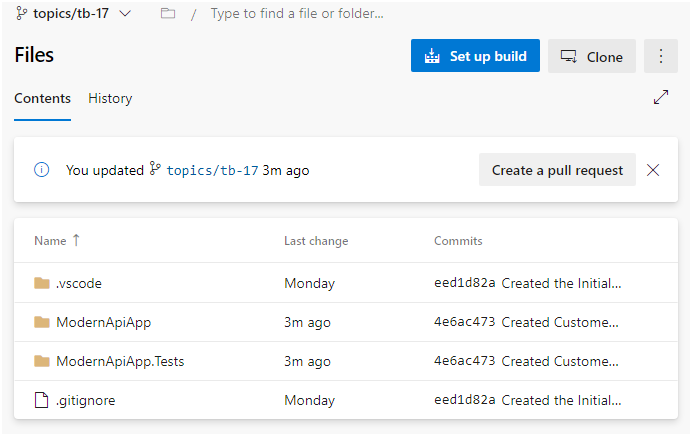 topics/tb-17 / Type to find a file or folder...
Files Set up build Clone
Contents History
You updated topics/tb-17 3m ago Create a pull request
Name ↑ Last change Commits
.vscode Monday eed1d82a Created the Initial...
ModernApiApp 3m ago 4e6ac473 Created Custome...
ModernApiApp.Tests 3m ago 4e6ac473 Created Custome...
.gitignore Monday eed1d82a Created the Initial...